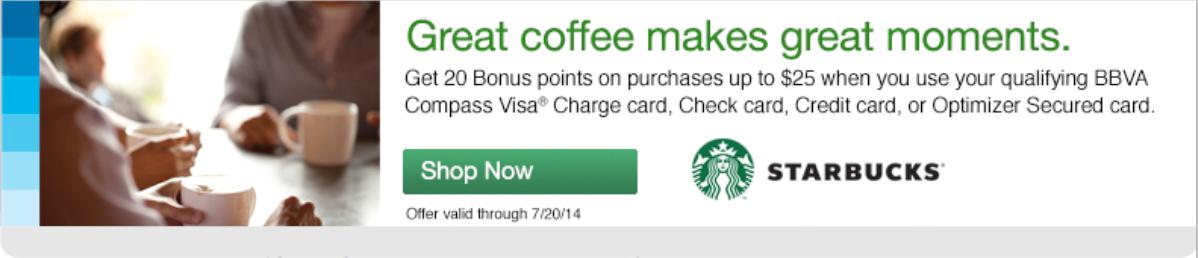 Great coffee makes great moments.
Get 20 Bonus points on purchases up to $25 when you use your qualifying BBVA
Compass Visa® Charge card, Check card, Credit card, or Optimizer Secured card.
Shop Now
STARBUCKS®
Offer valid through 7/20/14